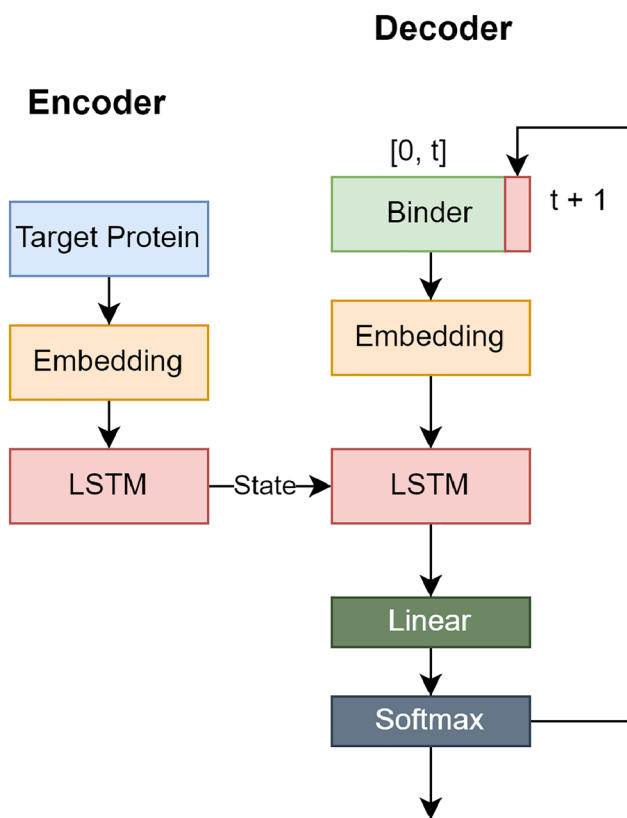 Decoder
Encoder
[0, t]
Binder
t + 1
Target Protein
Embedding
Embedding
LSTM
State
LSTM
Linear
Softmax